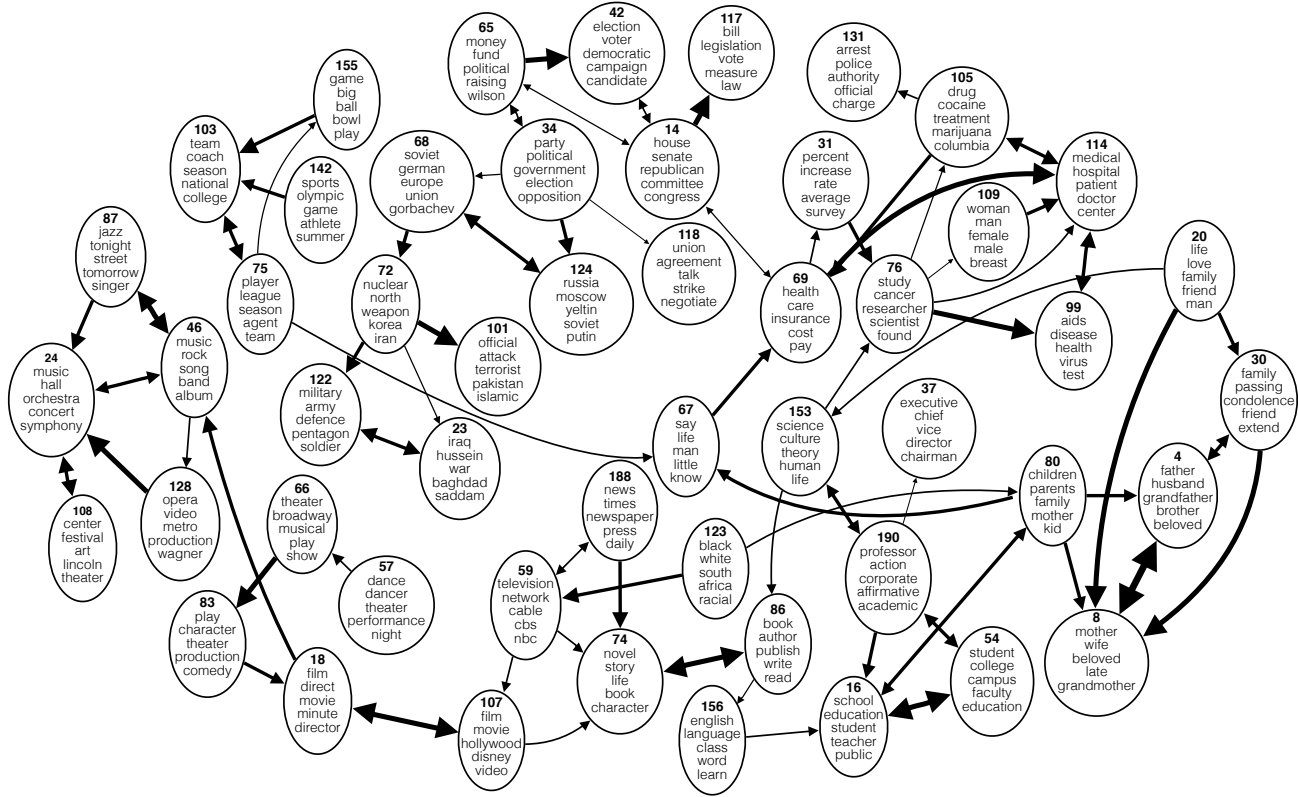 65
money
fund
political
raising
wilson
42
election
voter
democratic
campaign
candidate
117
bill
legislation
vote
measure
law
131
arrest
police
authority
official
charge
105
drug
cocaine
treatment
marijuana
columbia
155
game
big
ball
bowl
play
103
team
coach
season
national
college
142
sports
olympic
game
athlete
summer
68
soviet
german
europe
union
gorbachev
34
party
political
government
election
opposition
14
house
senate
republican
committee
congress
31
percent
increase
rate
average
survey
109
woman
man
female
male
breast
114
medical
hospital
patient
doctor
center
87
jazz
tonight
street
tomorrow
singer
75
player
league
season
agent
team
72
nuclear
north
weapon
korea
iran
124
russia
moscow
yeltin
soviet
putin
118
union
agreement
talk
strike
negotiate
69
health
care
insurance
cost
pay
76
study
cancer
researcher
scientist
found
99
aids
disease
health
virus
test
20
life
love
family
friend
man
46
music
rock
song
band
album
24
music
hall
orchestra
concert
symphony
101
official
attack
terrorist
pakistan
islamic
122
military
army
defence
pentagon
soldier
23
iraq
hussein
war
baghdad
saddam
67
say
life
man
little
know
153
science
culture
theory
human
life
37
executive
chief
vice
director
chairman
30
family
passing
condolence
friend
extend
80
children
parents
family
mother
kid
4
father
husband
grandfather
brother
beloved
108
center
festival
art
lincoln
theater
128
opera
video
metro
production
wagner
66
theater
broadway
musical
play
show
57
dance
dancer
theater
performance
night
188
news
times
newspaper
press
daily
59
television
network
cable
cbs
nbc
123
black
white
south
africa
racial
190
professor
action
corporate
affirmative
academic
83
play
character
theater
production
comedy
18
film
direct
movie
minute
director
107
film
movie
hollywood
disney
video
74
novel
story
life
book
character
86
book
author
publish
write
read
156
english
language
class
word
learn
16
school
education
student
teacher
public
54
student
college
campus
faculty
education
8
mother
wife
beloved
late
grandmother